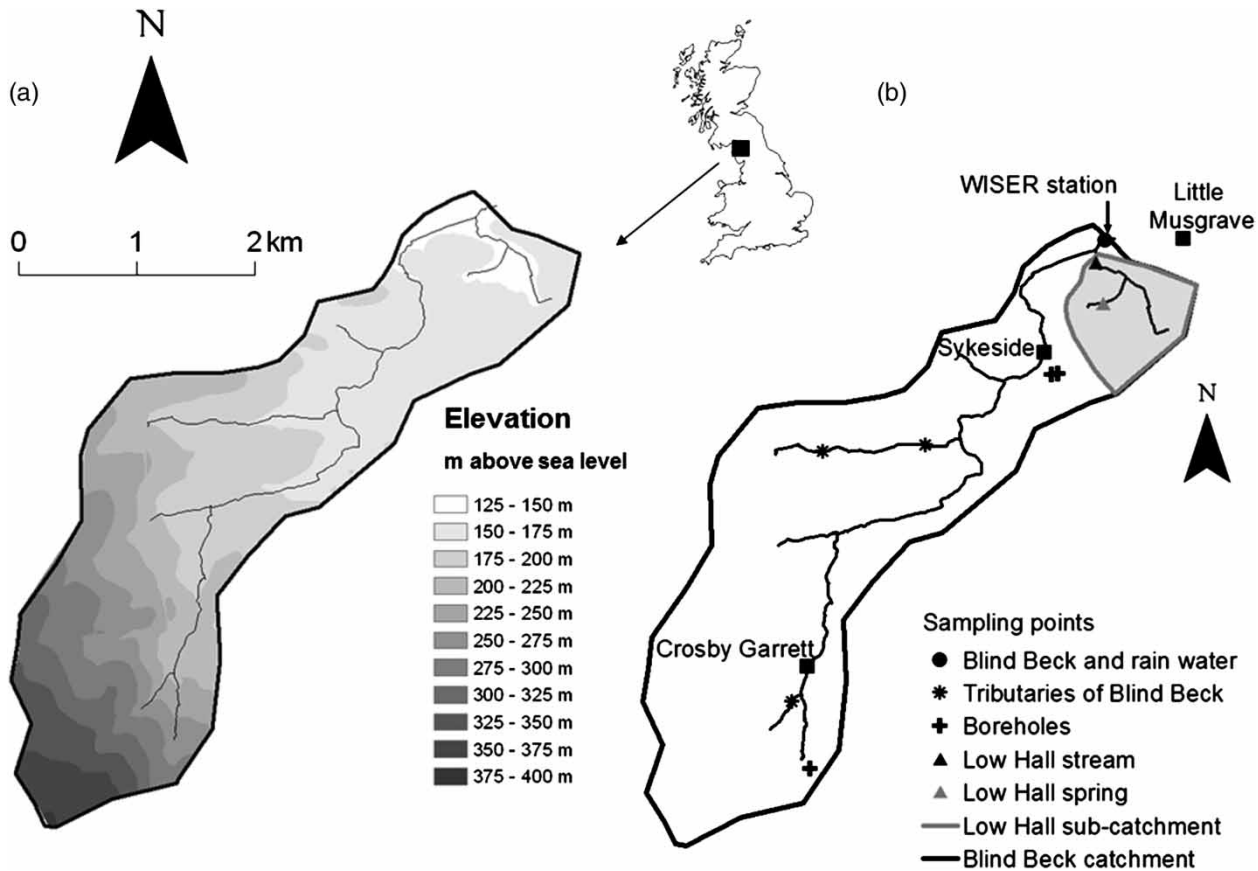 N
(a)
0 1 2 km
Elevation
m above sea level
125 - 150 m
150 - 175 m
175 - 200 m
200 - 225 m
225 - 250 m
250 - 275 m
275 - 300 m
300 - 325 m
325 - 350 m
350 - 375 m
375 - 400 m
(b)
WISER station
Little
Musgrave
Sykeside
N
Crosby Garrett
Sampling points
Blind Beck and rain water
Tributaries of Blind Beck
Boreholes
Low Hall stream
Low Hall spring
Low Hall sub-catchment
Blind Beck catchment